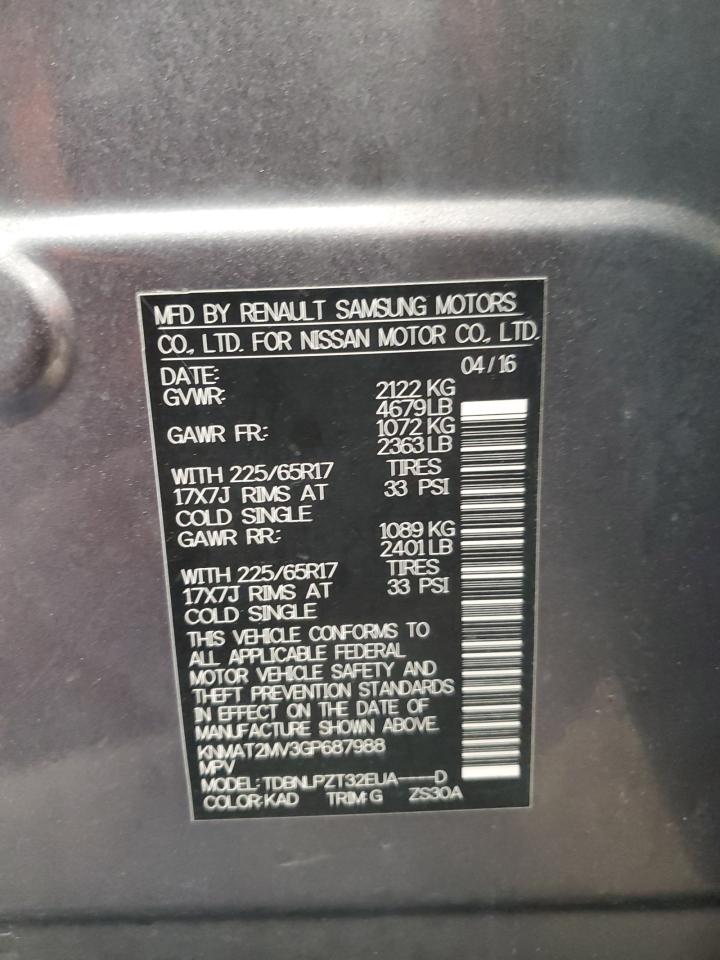 MFD BY RENAULT SAMSUNG MOTORS
CO., LTD. FOR NISSAN MOTOR CO., LTD.
DATE: 04/16
GVWR: 2122 KG
4679LB
GAWR FR: 1072 KG
2363LB
WITH 225/65R17 TIRES
17X7J RIMS AT 33 PSI
COLD SINGLE
GAWR RR: 1089 KG
2401LB
WITH 225/65R17 TIRES
17X7J RIMS AT 33 PSI
COLD SINGLE
THIS VEHICLE CONFORMS TO
ALL APPLICABLE FEDERAL
MOTOR VEHICLE SAFETY AND
THEFT PREVENTION STANDARDS
IN EFFECT ON THE DATE OF
MANUFACTURE SHOWN ABOVE.
KNMAT2MV3GP687988
MPV
MODEL: TDBNLPZT32EUA----D
COLOR:KAD TRIM:G ZS30A